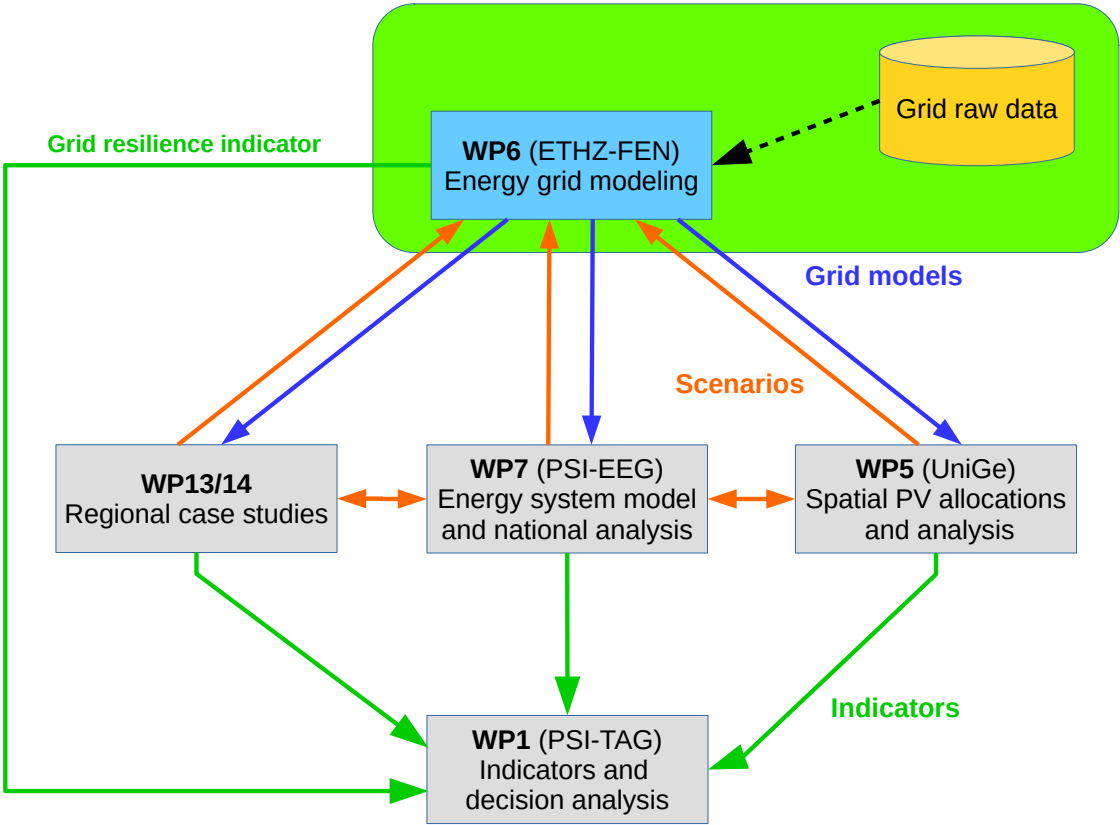 Grid raw data
Grid resilience indicator
WP6 (ETHZ-FEN)
Energy grid modeling
Grid models
Scenarios
WP13/14
Regional case studies
WP7 (PSI-EEG)
Energy system model
and national analysis
WP5 (UniGe)
Spatial PV allocations
and analysis
Indicators
WP1 (PSI-TAG)
Indicators and
decision analysis